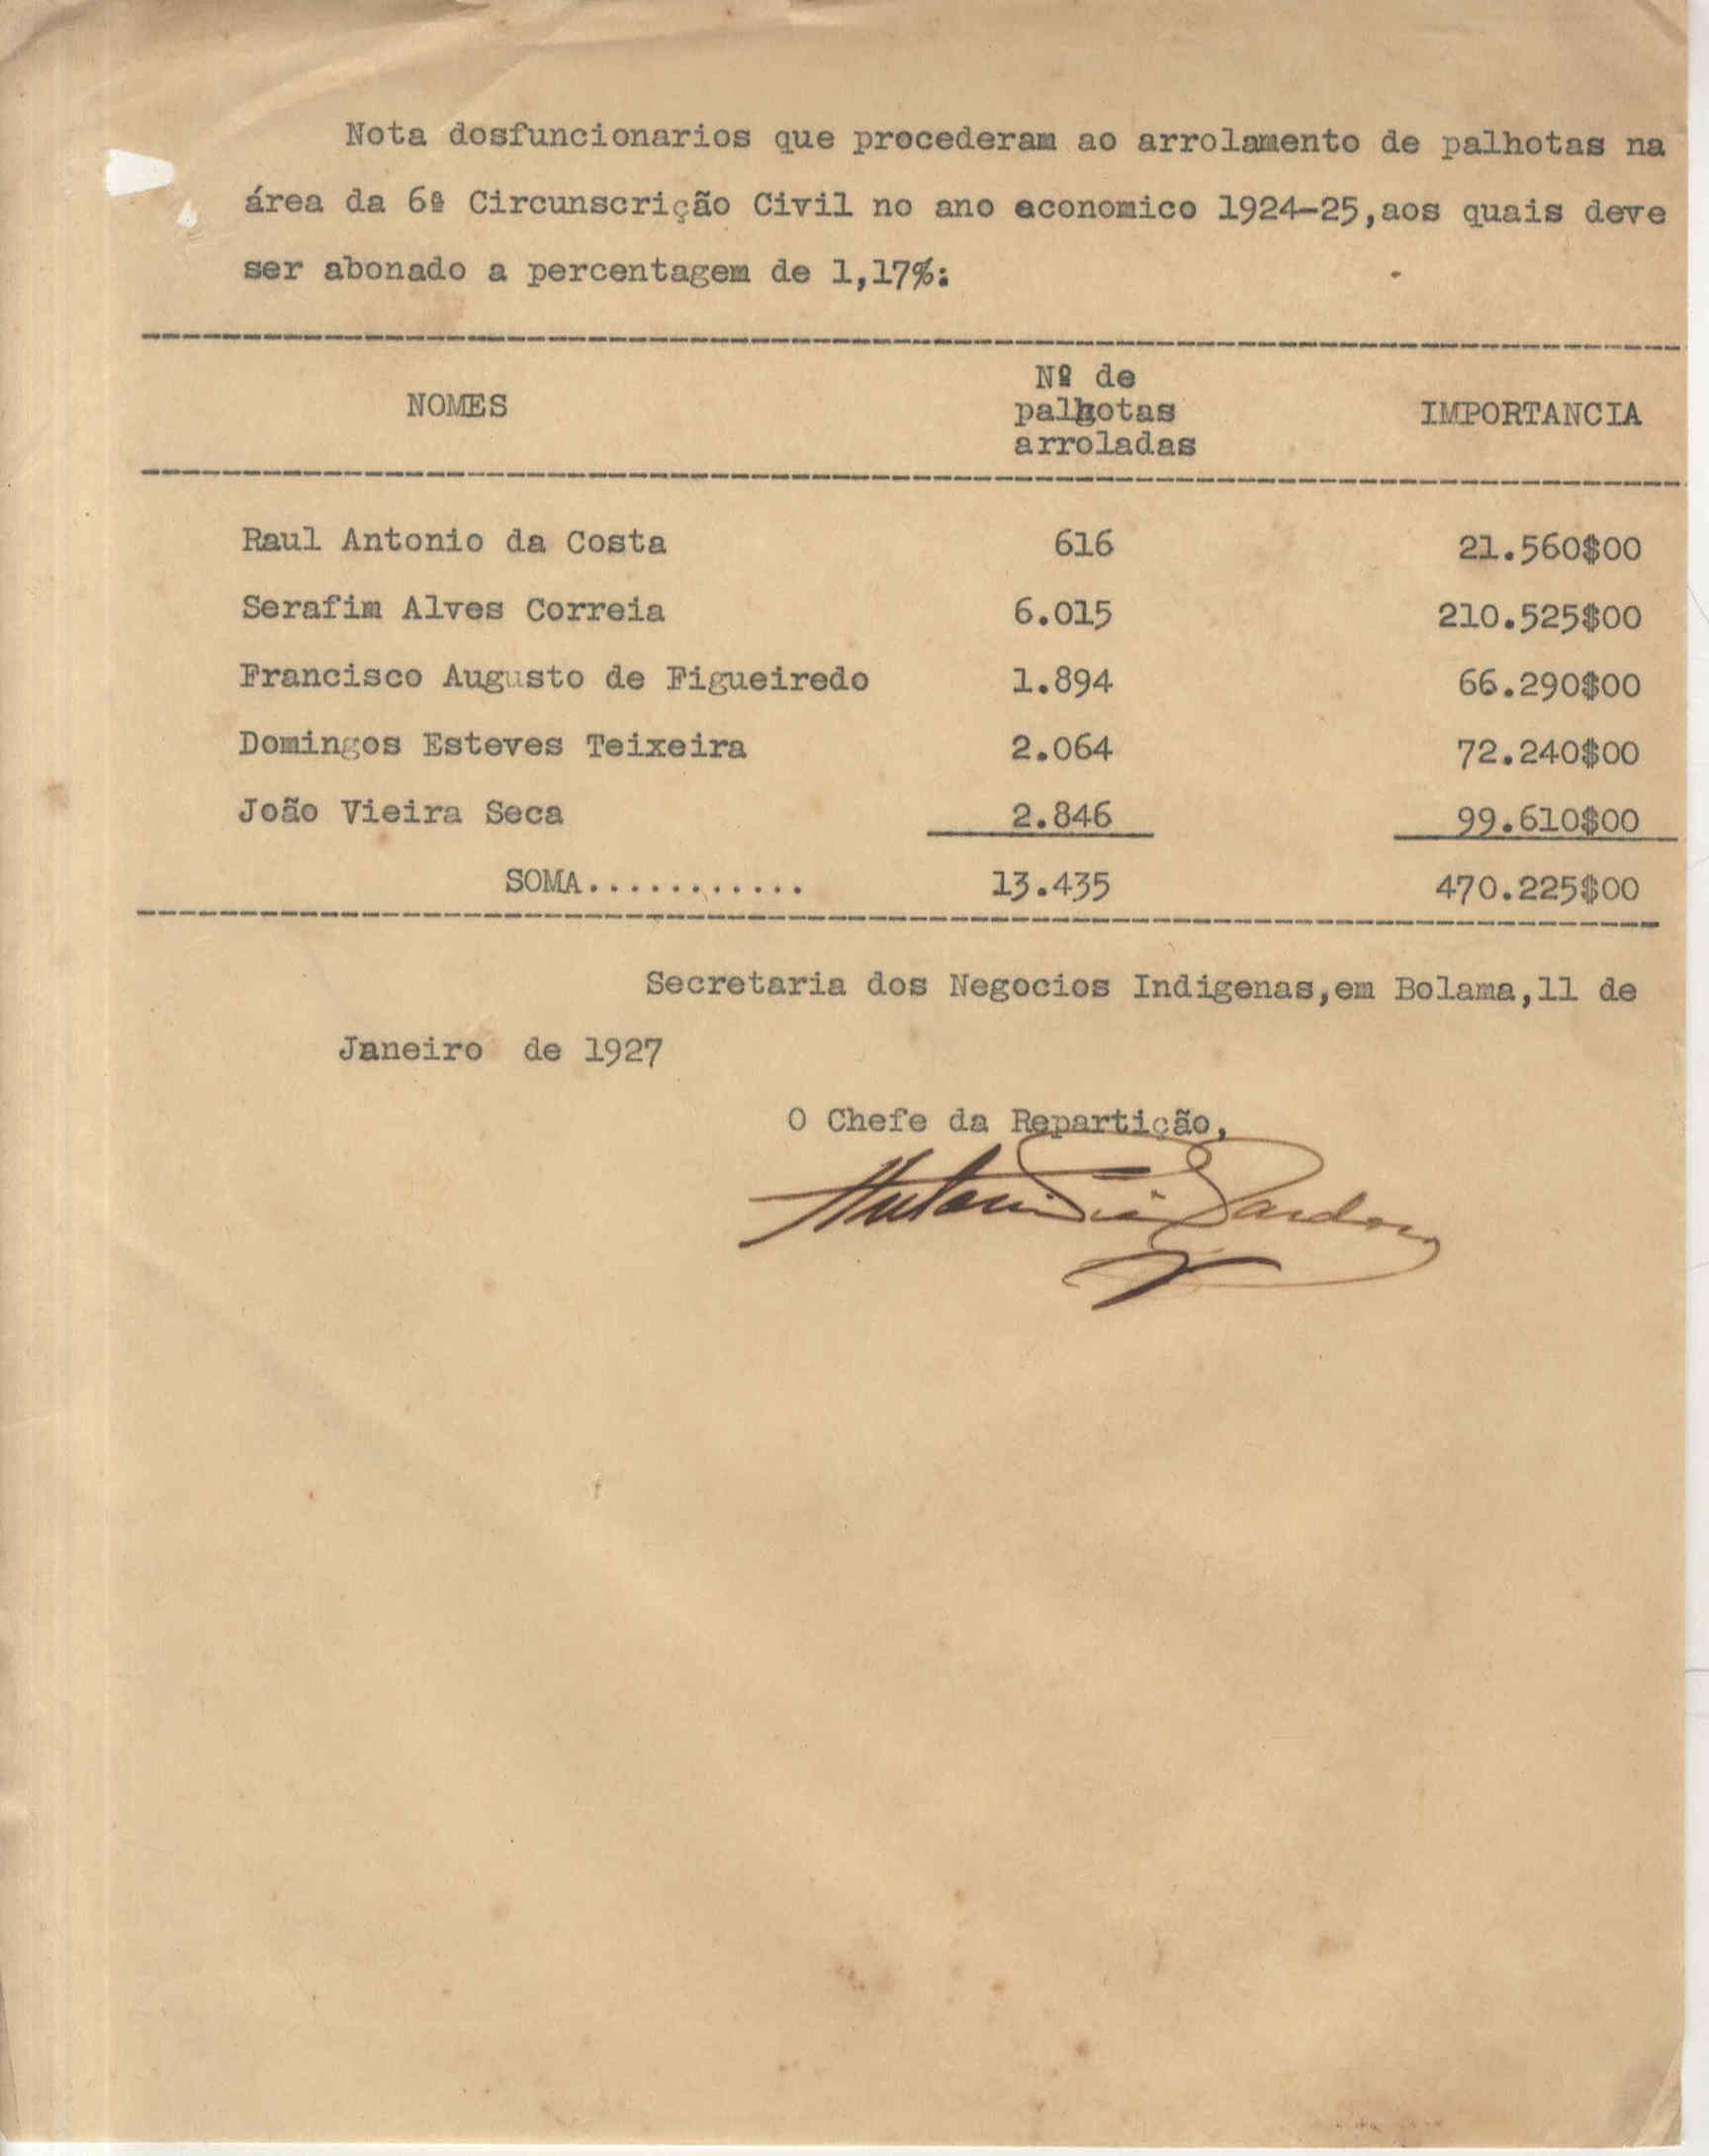 Nota dosfuncionarios que procederam ao arrolamento de palhotas na
área da 6ª Circunscrição Civil no ano economico 1924-25,aos quais deve
ser abonado a percentagem de 1,17%:
NOMES
Nº de
palhotas
arroladas
IMPORTANCIA
Raul Antonio da Costa 616 21.560$00
Serafim Alves Correia 6.015 210.525$00
Francisco Augusto de Figueiredo 1.894 66.290$00
Domingos Esteves Teixeira 2.064 72.240$00
João Vieira Seca 2.846 99.610$00
SOMA........... 13.435 470.225$00
Secretaria dos Negocios Indigenas,em Bolama,11 de
Janeiro de 1927
O Chefe da Repartição,